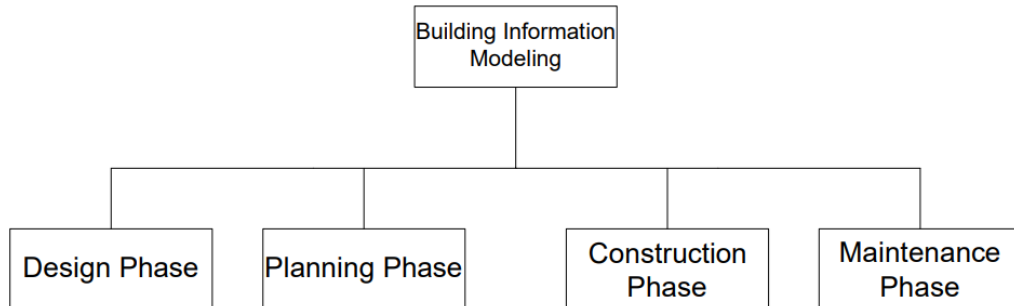 Building Information
Modeling
Design Phase
Planning Phase
Construction
Phase
Maintenance
Phase